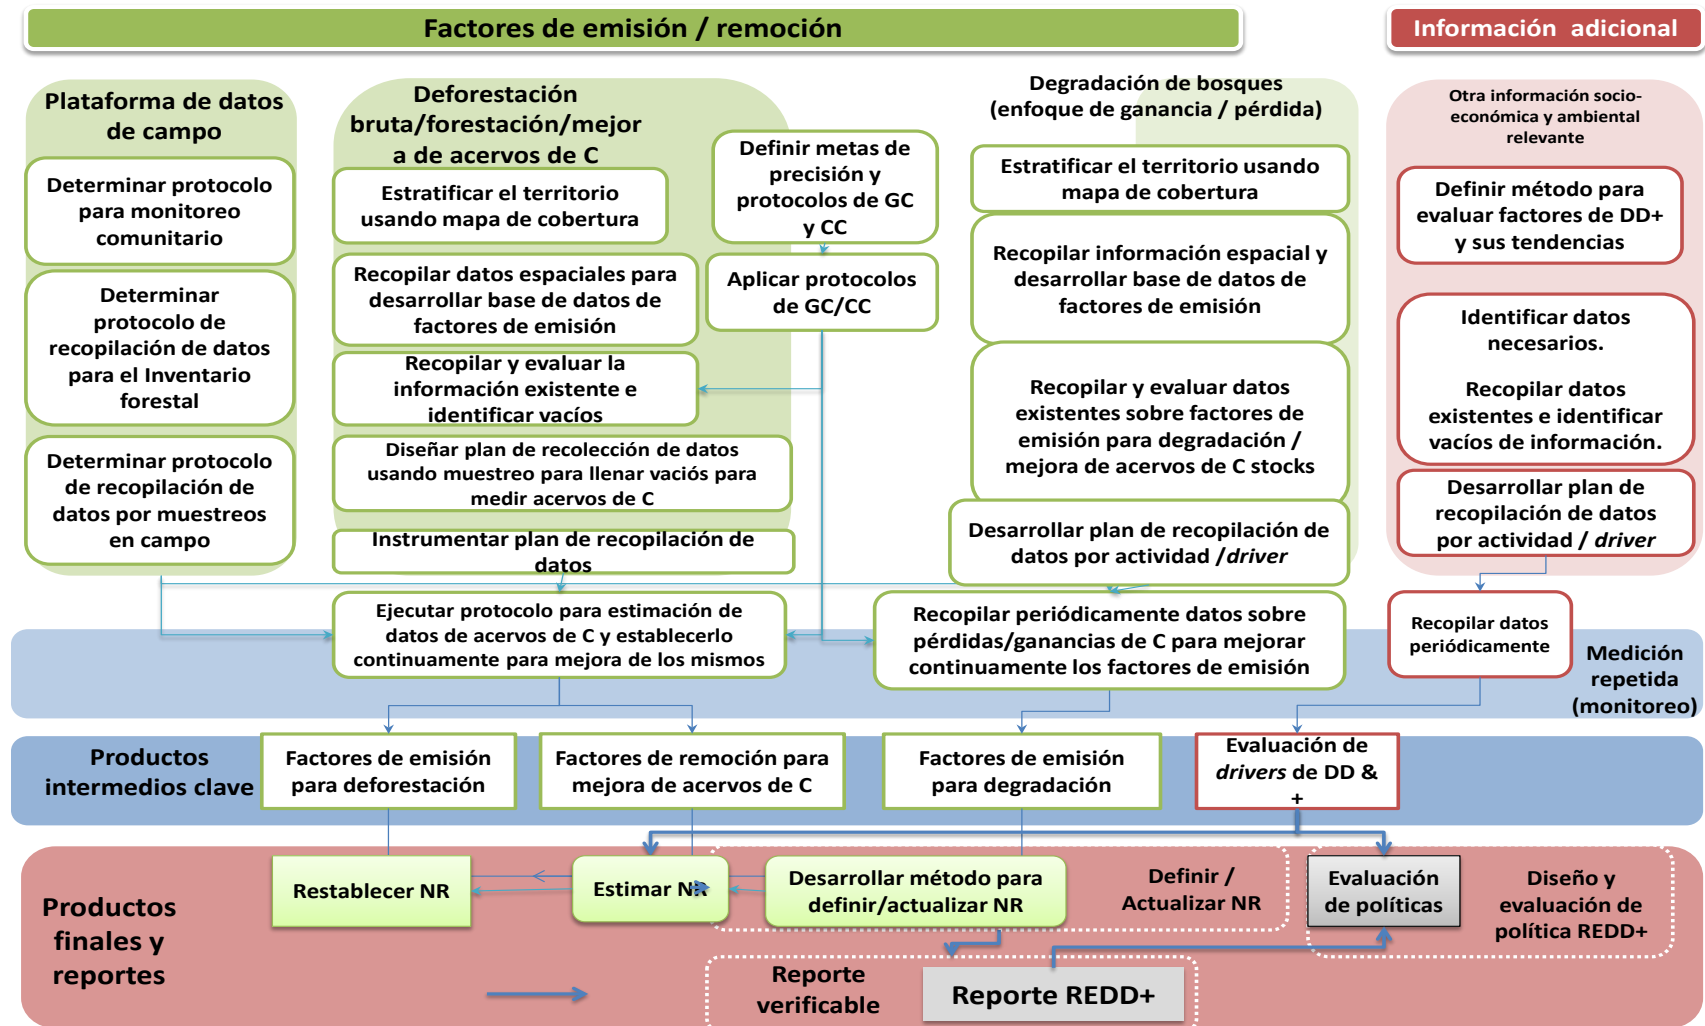 Factores de emisión / remoción
Información adicional
Plataforma de datos
de campo
Determinar protocolo
para monitoreo
comunitario
Determinar
protocolo de
recopilación de datos
para el Inventario
forestal
Determinar protocolo
de recopilación de
datos por muestreos
en campo
Deforestación
bruta/forestación/mejor
a de acervos de C
Estratificar el territorio
usando mapa de cobertura
Recopilar datos espaciales para
desarrollar base de datos de
factores de emisión
Recopilar y evaluar la
información existente e
identificar vacíos
Diseñar plan de recolección de datos
usando muestreo para llenar vaciós para
medir acervos de C
Instrumentar plan de recopilación de
datos
Definir metas de
precisión y
protocolos de GC
y CC
Aplicar protocolos
de GC/CC
Degradación de bosques
(enfoque de ganancia / pérdida)
Estratificar el territorio usando
mapa de cobertura
Recopilar información espacial y
desarrollar base de datos de
factores de emisión
Recopilar y evaluar datos
existentes sobre factores de
emisión para degradación /
mejora de acervos de C stocks
Desarrollar plan de recopilación de
datos por actividad /driver
Otra información socio-
económica y ambiental
relevante
Definir método para
evaluar factores de DD+
y sus tendencias
Identificar datos
necesarios.
Recopilar datos
existentes e identificar
vacíos de información.
Desarrollar plan de
recopilación de datos
por actividad / driver
Ejecutar protocolo para estimación de
datos de acervos de C y establecerlo
continuamente para mejora de los mismos
Recopilar periódicamente datos sobre
pérdidas/ganancias de C para mejorar
continuamente los factores de emisión
Recopilar datos
periódicamente
Medición
repetida
(monitoreo)
Productos
intermedios clave
Factores de emisión
para deforestación
Factores de remoción para
mejora de acervos de C
Factores de emisión
para degradación
Evaluación de
drivers de DD &
+
Productos
finales y
reportes
Restablecer NR
Estimar NR
Desarrollar método para
definir/actualizar NR
Definir /
Actualizar NR
Evaluación
de políticas
Diseño y
evaluación de
política REDD+
Reporte
verificable
Reporte REDD+